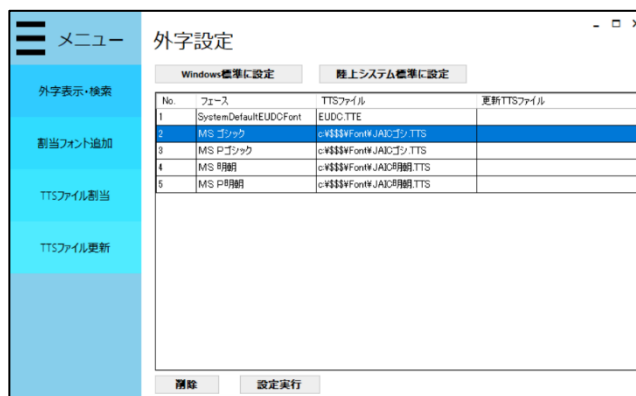 メニュー
外字表示・検索
割当フォント追加
TTSファイル割当
TTSファイル更新
外字設定
Windows標準に設定 陸上システム標準に設定
No. フェース TTSファイル 更新TTSファイル
1 SystemDefaultEUDCFont EUDC.TTE
2 MS ゴシック c:¥$$$¥Font¥JAICゴシ.TTS
3 MS Pゴシック c:¥$$$¥Font¥JAICゴシ.TTS
4 MS 明朝 c:¥$$$¥Font¥JAIC明朝.TTS
5 MS P明朝 c:¥$$$¥Font¥JAIC明朝.TTS
削除 設定実行